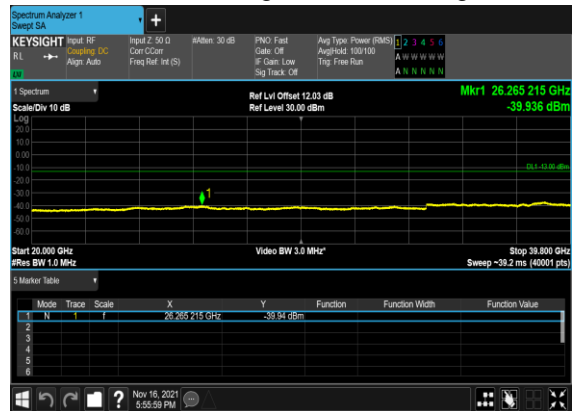 Spectrum Analyzer 1
Swept SA
KEYSIGHT Input: RF Input Z: 50 Ω #Atten: 30 dB PNO: Fast Avg Type: Power (RMS) 1 2 3 4 5 6
RL Coupling: DC Corr CCorr Gate: Off Avg|Hold: 100/100 A W W W W W
Align: Auto Freq Ref: Int (S) IF Gain: Low Trig: Free Run A N N N N N
Sig Track: Off
LW
1 Spectrum Ref Lvl Offset 12.03 dB Mkr1 26.265 215 GHz
Scale/Div 10 dB Ref Level 30.00 dBm -39.936 dBm
Log
20.0
10.0
0.00
-10.0
DL1 -13.00 dBm
-20.0
-30.0
1
-40.0
-50.0
-60.0
Start 20.000 GHz Video BW 3.0 MHz* Stop 39.800 GHz
#Res BW 1.0 MHz Sweep ~39.2 ms (40001 pts)
5 Marker Table
Mode Trace Scale X Y Function Function Width Function Value
1 N 1 f 26.265 215 GHz -39.94 dBm
2
3
4
5
6
? Nov 16, 2021
5:55:59 PM